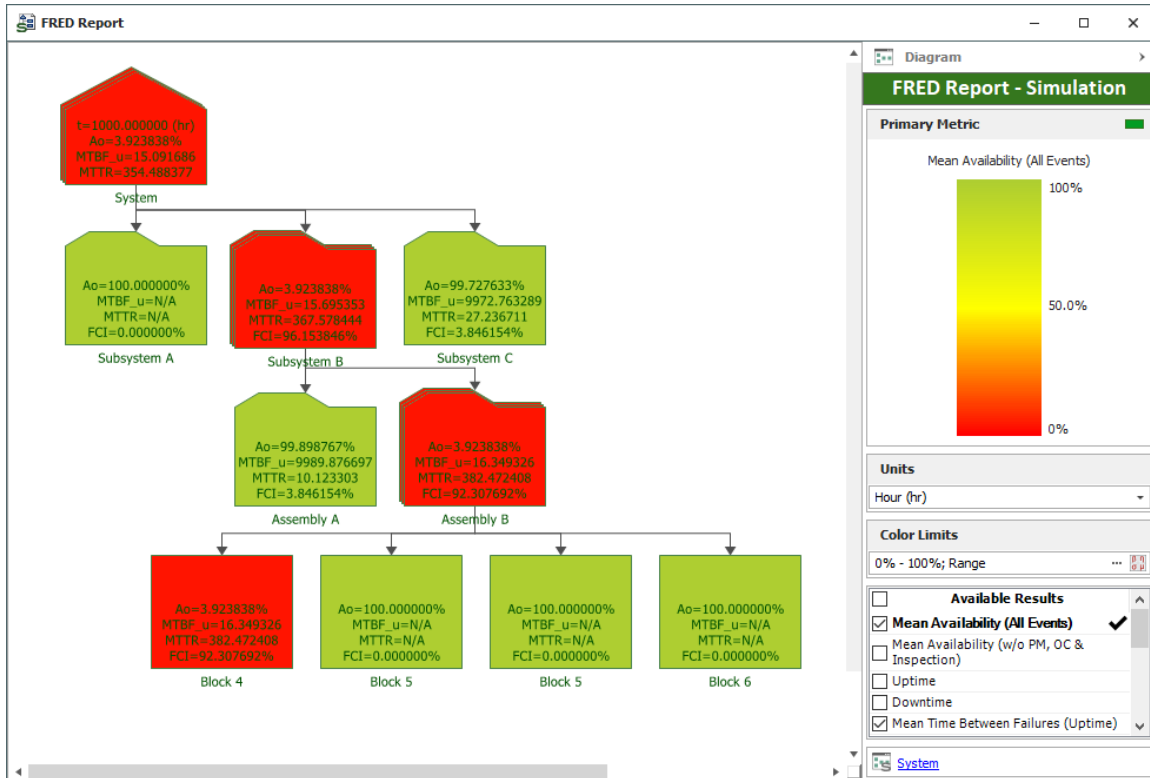 FRED Report
t=1000.000000 (hr)
Ao=3.923838%
MTBF_u=15.091686
MTTR=354.488377
System
Ao=100.000000%
MTBF_u=N/A
MTTR=N/A
FCI=0.000000%
Subsystem A
Ao=3.923838%
MTBF_u=15.695353
MTTR=367.578444
FCI=96.153846%
Subsystem B
Ao=99.727633%
MTBF_u=9972.763289
MTTR=27.236711
FCI=3.846154%
Subsystem C
Ao=99.898767%
MTBF_u=9989.876697
MTTR=10.123303
FCI=3.846154%
Assembly A
Ao=3.923838%
MTBF_u=16.349326
MTTR=382.472408
FCI=92.307692%
Assembly B
Ao=3.923838%
MTBF_u=16.349326
MTTR=382.472408
FCI=92.307692%
Block 4
Ao=100.000000%
MTBF_u=N/A
MTTR=N/A
FCI=0.000000%
Block 5
Ao=100.000000%
MTBF_u=N/A
MTTR=N/A
FCI=0.000000%
Block 5
Ao=100.000000%
MTBF_u=N/A
MTTR=N/A
FCI=0.000000%
Block 6
Diagram
FRED Report - Simulation
Primary Metric
Mean Availability (All Events)
100%
50.0%
0%
Units
Hour (hr)
Color Limits
0% - 100%; Range
Available Results
Mean Availability (All Events)
Mean Availability (w/o PM, OC &
Inspection)
Uptime
Downtime
Mean Time Between Failures (Uptime)
System